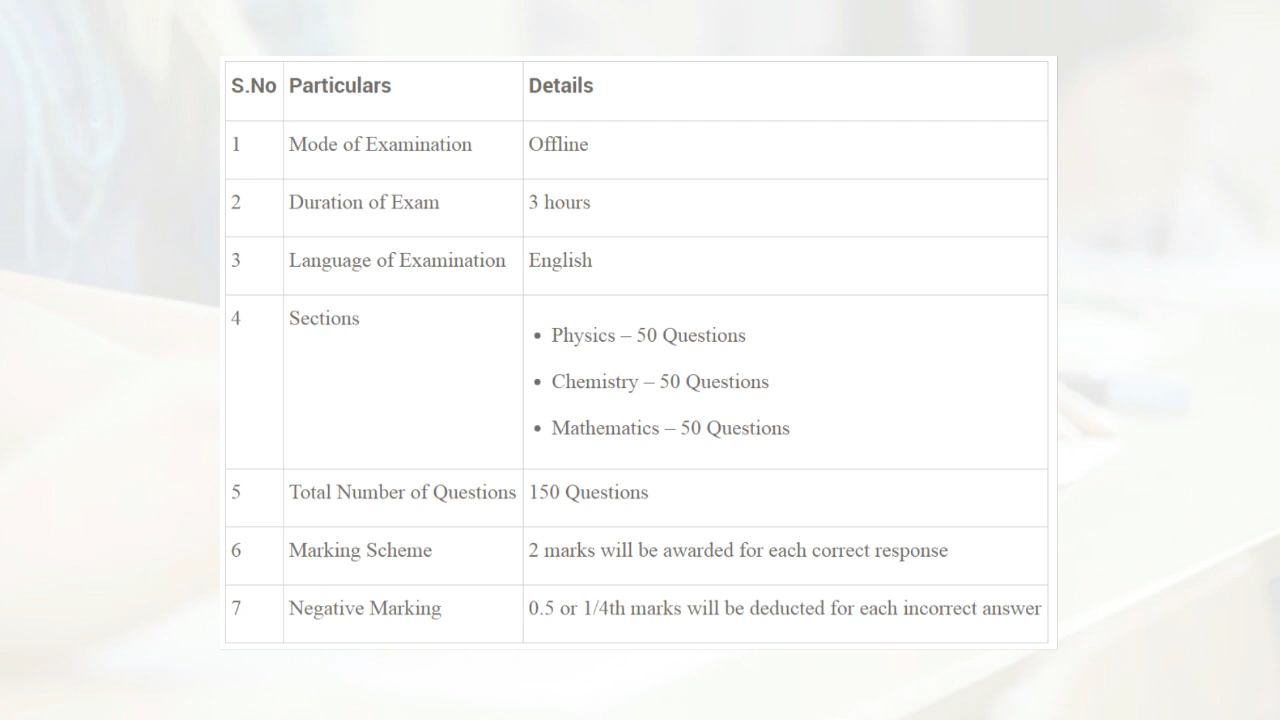 S.No Particulars Details
1 Mode of Examination Offline
2 Duration of Exam 3 hours
3 Language of Examination English
4 Sections
• Physics – 50 Questions
• Chemistry – 50 Questions
• Mathematics – 50 Questions
5 Total Number of Questions 150 Questions
6 Marking Scheme 2 marks will be awarded for each correct response
7 Negative Marking 0.5 or 1/4th marks will be deducted for each incorrect answer